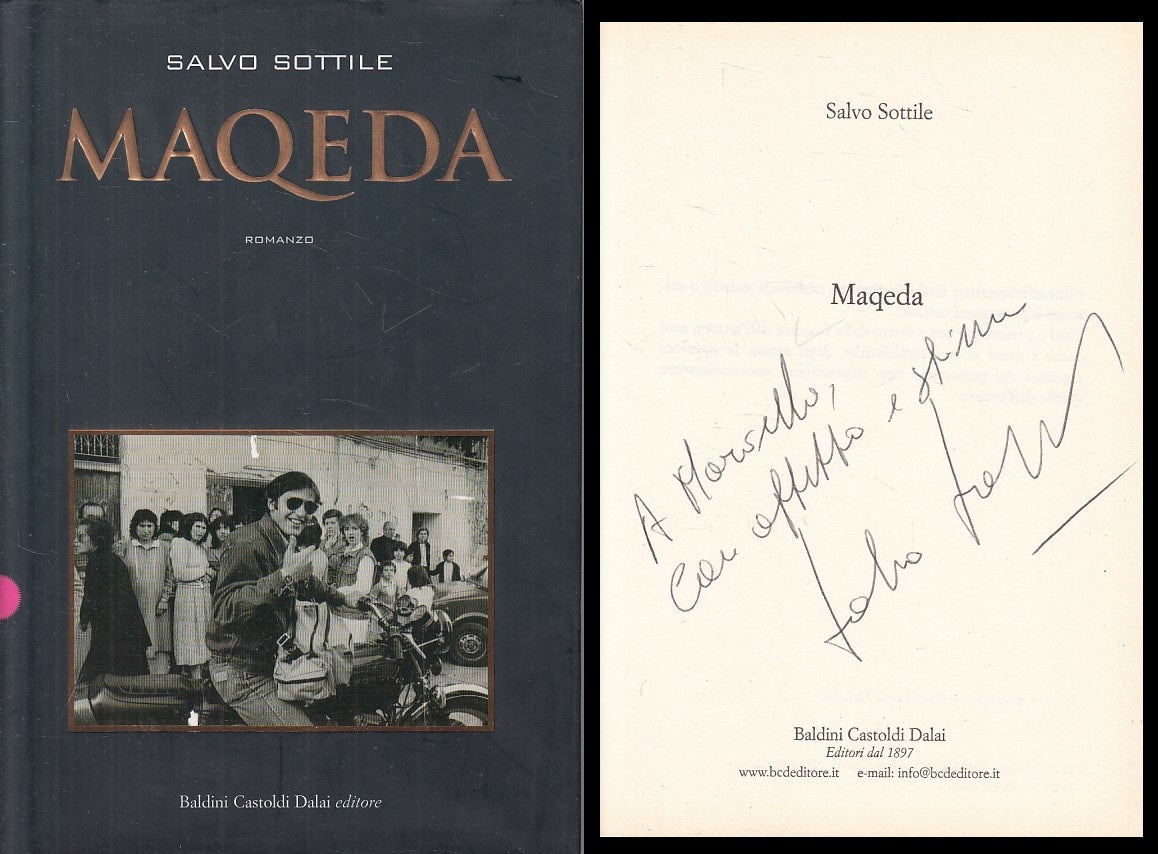 SALVO SOTTILE
MAQEDA
ROMANZO
Baldini Castoldi Dalai editore
Salvo Sottile
Maqeda
A Marcello,
con affetto e stima
Salvo
Baldini Castoldi Dalai
Editori dal 1897
www.bcdeditore.it e-mail: info@bcdeditore.it